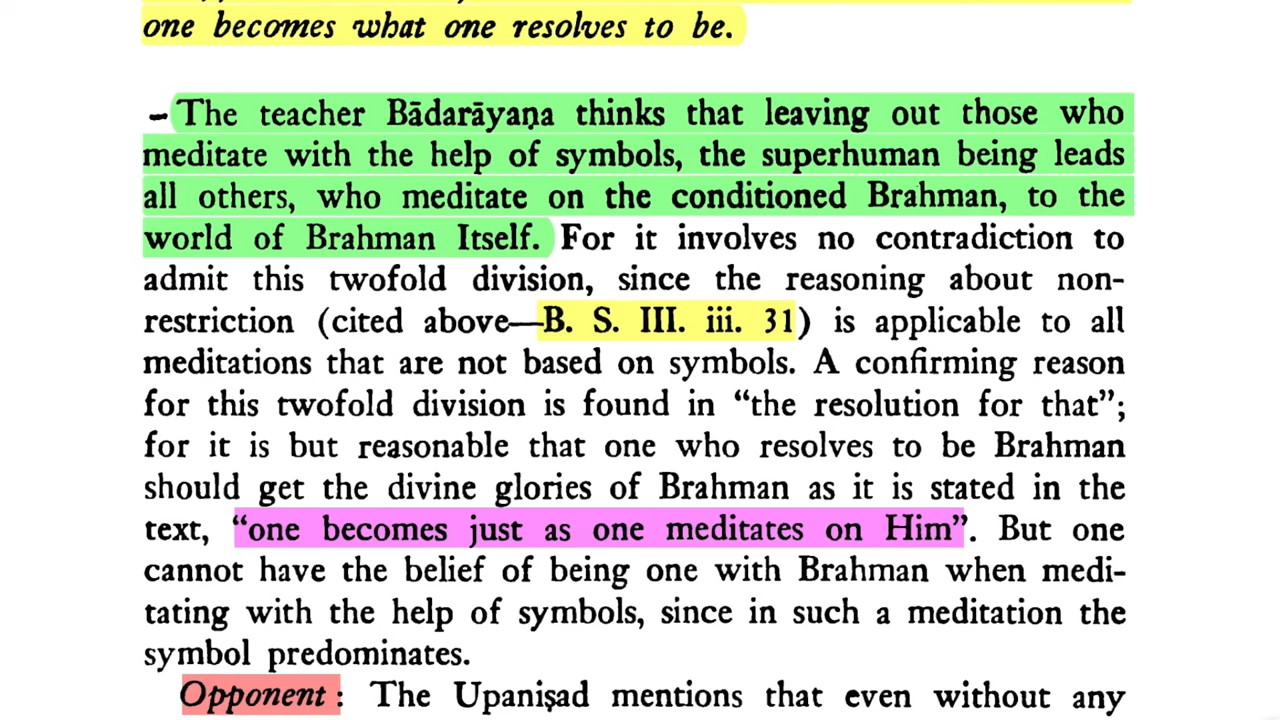 one becomes what one resolves to be.
–The teacher Bādarāyaṇa thinks that leaving out those who
meditate with the help of symbols, the superhuman being leads
all others, who meditate on the conditioned Brahman, to the
world of Brahman Itself. For it involves no contradiction to
admit this twofold division, since the reasoning about non-
restriction (cited above—B. S. III. iii. 31) is applicable to all
meditations that are not based on symbols. A confirming reason
for this twofold division is found in “the resolution for that”;
for it is but reasonable that one who resolves to be Brahman
should get the divine glories of Brahman as it is stated in the
text, “one becomes just as one meditates on Him”. But one
cannot have the belief of being one with Brahman when medi-
tating with the help of symbols, since in such a meditation the
symbol predominates.
Opponent : The Upaniṣad mentions that even without any